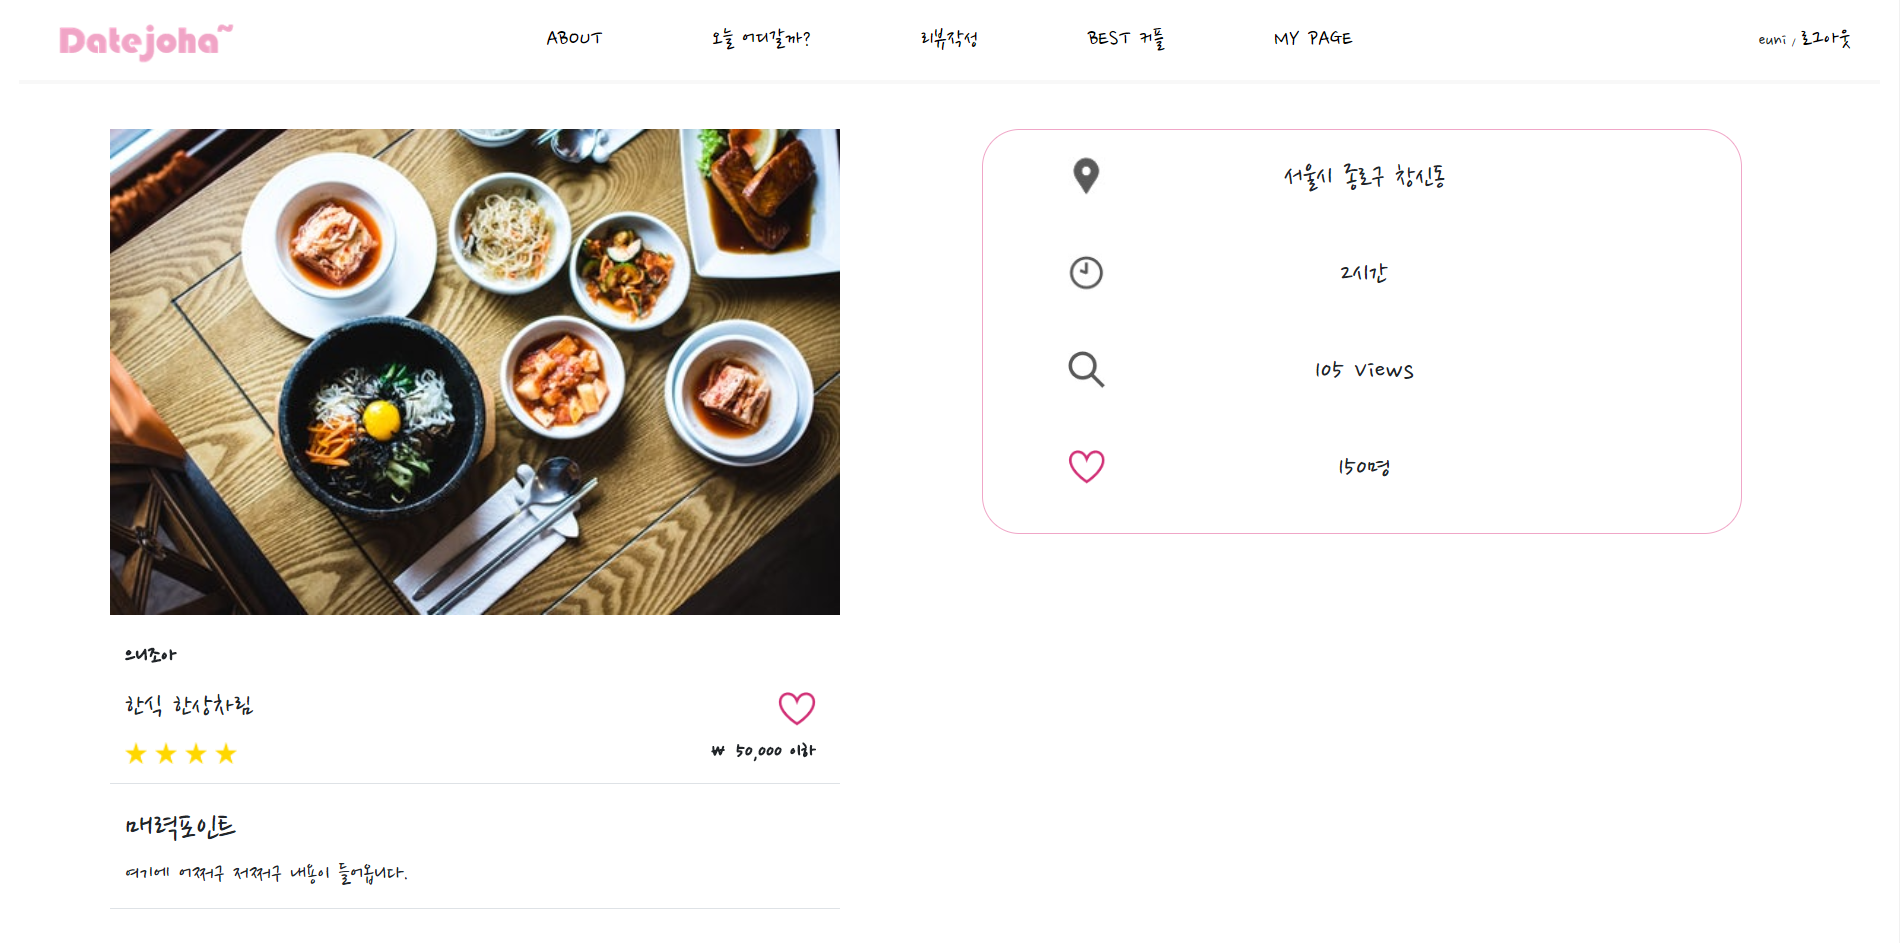 Datejoha~
ABOUT 오늘 어디갈까? 리뷰작성 BEST 커플 MY PAGE euni / 로그아웃
서울시 종로구 창신동
2시간
105 views
150명
으니조아
한식 한상차림
★★★★ ₩ 50,000 이하
매력포인트
여기에 어쩌구 저쩌구 내용이 들어옵니다.